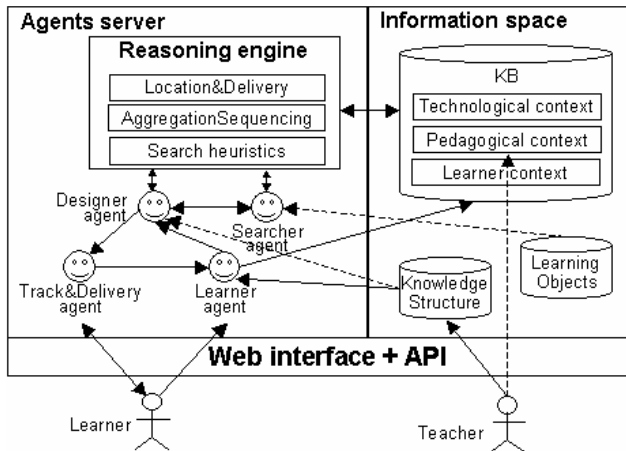 Agents server
Information space
Reasoning engine
Location&Delivery
AggregationSequencing
Search heuristics
KB
Technological context
Pedagogical context
Learner context
Designer
agent
Searcher
agent
Track&Delivery
agent
Learner
agent
Knowledge
Structure
Learning
Objects
Web interface + API
Learner
Teacher